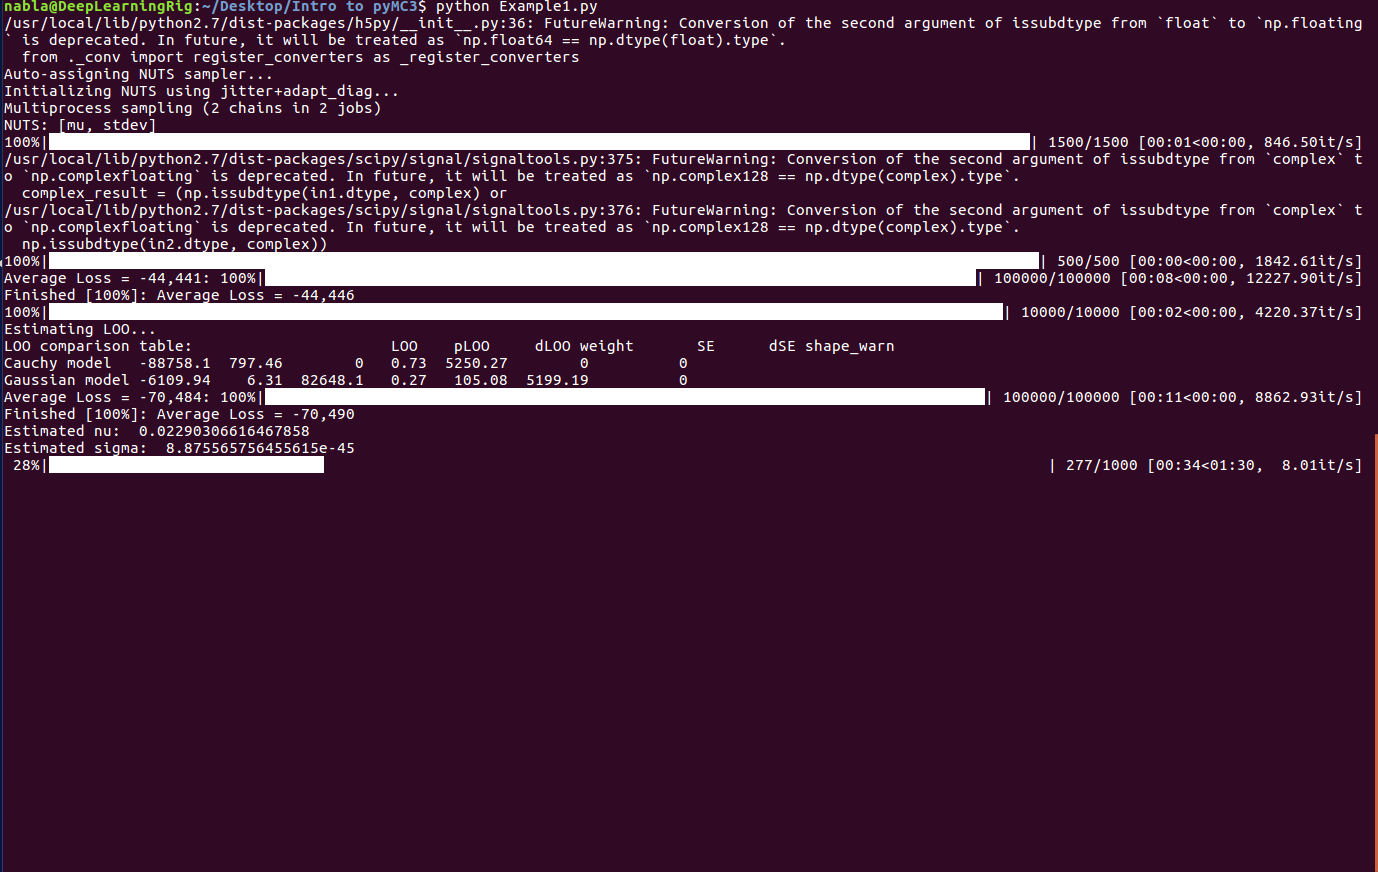 nabla@DeepLearningRig:~/Desktop/Intro to pyMC3$ python Example1.py
/usr/local/lib/python2.7/dist-packages/h5py/__init__.py:36: FutureWarning: Conversion of the second argument of issubdtype from `float` to `np.floating
` is deprecated. In future, it will be treated as `np.float64 == np.dtype(float).type`.
  from ._conv import register_converters as _register_converters
Auto-assigning NUTS sampler...
Initializing NUTS using jitter+adapt_diag...
Multiprocess sampling (2 chains in 2 jobs)
NUTS: [mu, stdev]
100%|| 1500/1500 [00:01<00:00, 846.50it/s]
/usr/local/lib/python2.7/dist-packages/scipy/signal/signaltools.py:375: FutureWarning: Conversion of the second argument of issubdtype from `complex` t
o `np.complexfloating` is deprecated. In future, it will be treated as `np.complex128 == np.dtype(complex).type`.
  complex_result = (np.issubdtype(in1.dtype, complex) or
/usr/local/lib/python2.7/dist-packages/scipy/signal/signaltools.py:376: FutureWarning: Conversion of the second argument of issubdtype from `complex` t
o `np.complexfloating` is deprecated. In future, it will be treated as `np.complex128 == np.dtype(complex).type`.
  np.issubdtype(in2.dtype, complex))
100%|| 500/500 [00:00<00:00, 1842.61it/s]
Average Loss = -44,441: 100%|| 100000/100000 [00:08<00:00, 12227.90it/s]
Finished [100%]: Average Loss = -44,446
100%|| 10000/10000 [00:02<00:00, 4220.37it/s]
Estimating LOO...
LOO comparison table:                      LOO    pLOO     dLOO weight       SE      dSE shape_warn
Cauchy model   -88758.1  797.46        0   0.73  5250.27        0          0
Gaussian model -6109.94    6.31  82648.1   0.27   105.08  5199.19          0
Average Loss = -70,484: 100%|| 100000/100000 [00:11<00:00, 8862.93it/s]
Finished [100%]: Average Loss = -70,490
Estimated nu:  0.02290306616467858
Estimated sigma:  8.875565756455615e-45
 28%|| 277/1000 [00:34<01:30,  8.01it/s]